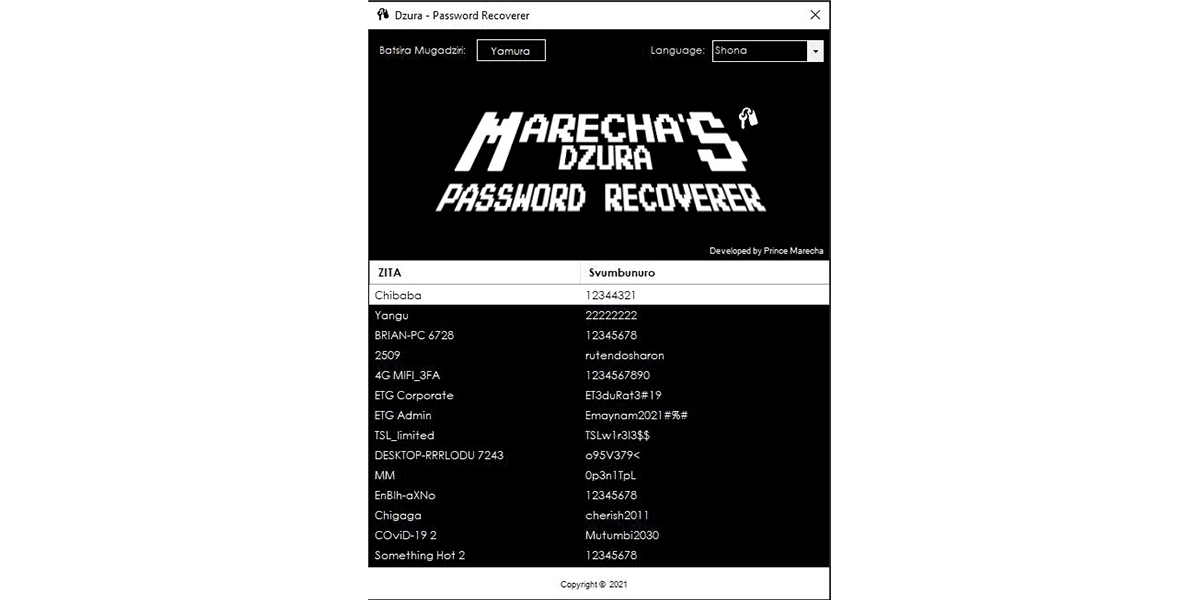 Dzura - Password Recoverer
Batsira Mugadziri: Yamura Language: Shona
MARECHA'S
DZURA
PASSWORD RECOVERER
Developed by Prince Marecha
ZITA Svumbunuro
Chibaba 12344321
Yangu 22222222
BRIAN-PC 6728 12345678
2509 rutendosharon
4G MIFI_3FA 1234567890
ETG Corporate ET3duRat3#19
ETG Admin Emaynam2021#%#
TSL_limited TSLw1r3l3$$
DESKTOP-RRRLODU 7243 o95V379<
MM 0p3n1TpL
EnBlh-aXNo 12345678
Chigaga cherish2011
COviD-19 2 Mutumbi2030
Something Hot 2 12345678
Copyright © 2021